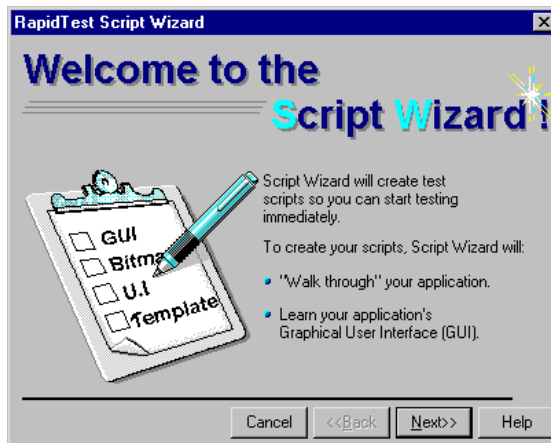 RapidTest Script Wizard
Welcome to the
Script Wizard!
Script Wizard will create test
scripts so you can start testing
immediately.
To create your scripts, Script Wizard will:
"Walk through" your application.
Learn your application's
Graphical User Interface (GUI).
GUI
Bitma
U.I
Template
Cancel
<<Back
Next>>
Help